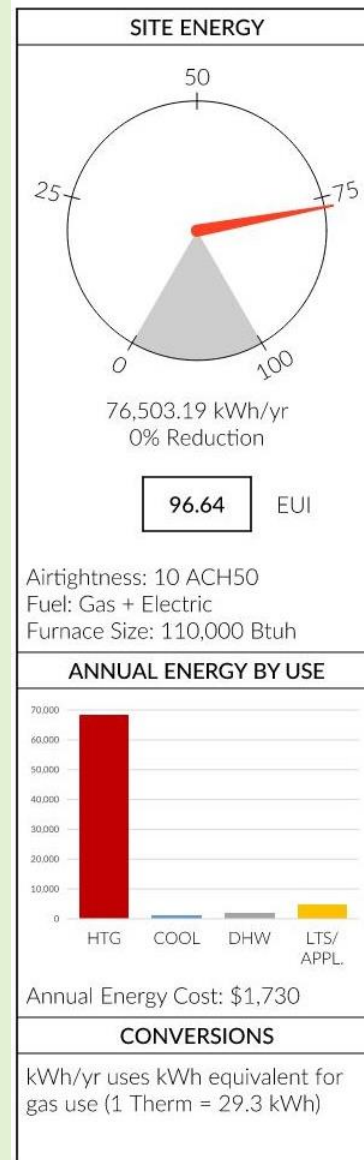 SITE ENERGY
50
25
75
0
100
76,503.19 kWh/yr
0% Reduction
96.64 EUI
Airtightness: 10 ACH50
Fuel: Gas + Electric
Furnace Size: 110,000 Btuh
ANNUAL ENERGY BY USE
70,000
60,000
50,000
40,000
30,000
20,000
10,000
0
HTG COOL DHW LTS/
APPL.
Annual Energy Cost: $1,730
CONVERSIONS
kWh/yr uses kWh equivalent for
gas use (1 Therm = 29.3 kWh)